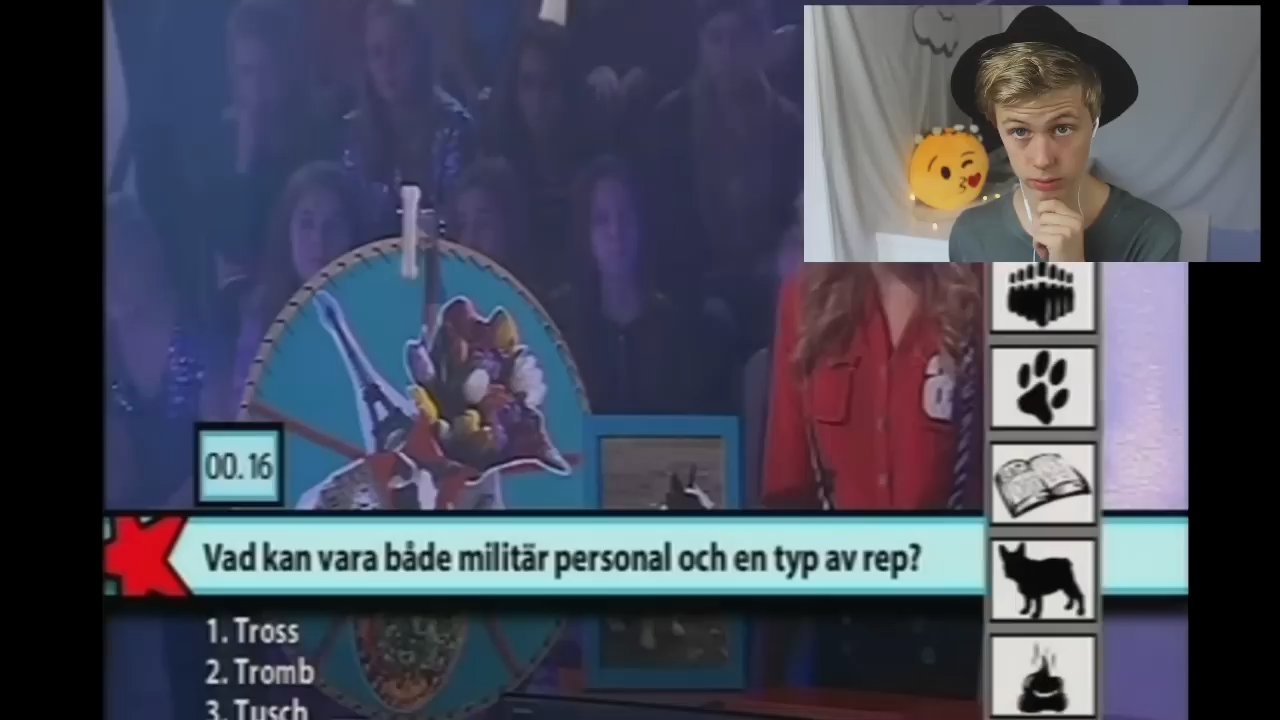 00.16
Vad kan vara både militär personal och en typ av rep?
1. Tross
2. Tromb
3. Tusch